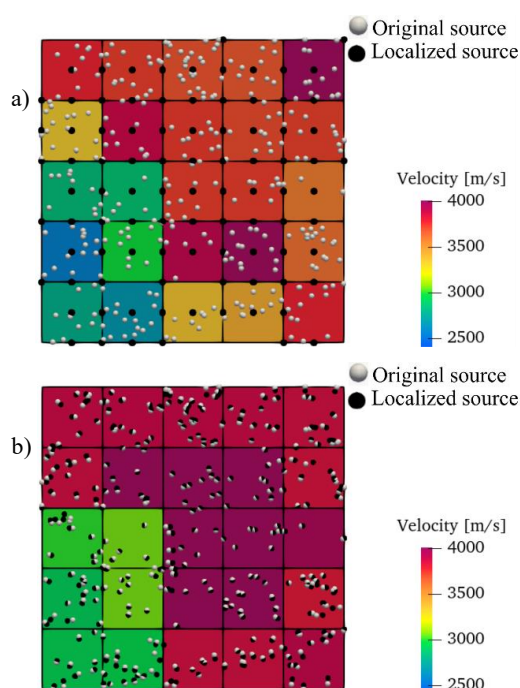 Original source
Localized source
a)
Velocity [m/s]
4000
3500
3000
2500
Original source
Localized source
b)
Velocity [m/s]
4000
3500
3000
2500